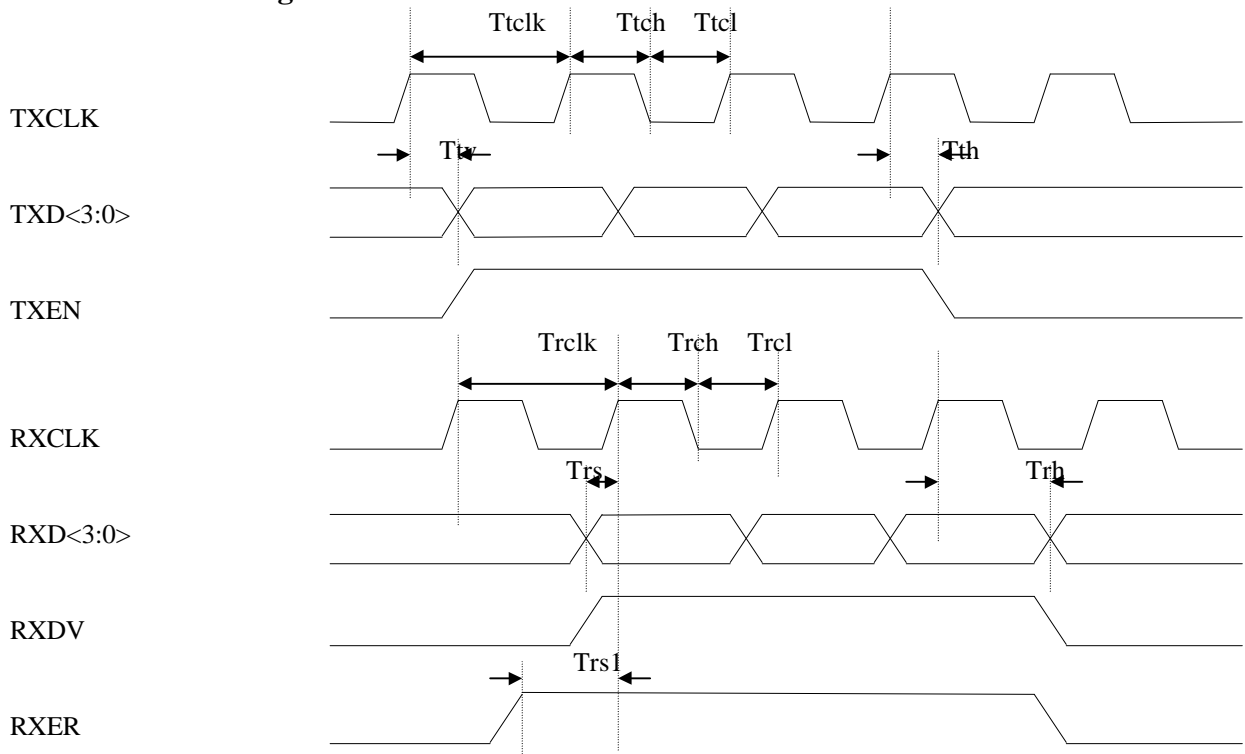 Ttclk Ttch Ttcl
TXCLK
Ttv Tth
TXD<3:0>
TXEN
Trclk Trch Trcl
RXCLK
Trs Trh
RXD<3:0>
RXDV
Trs1
RXER